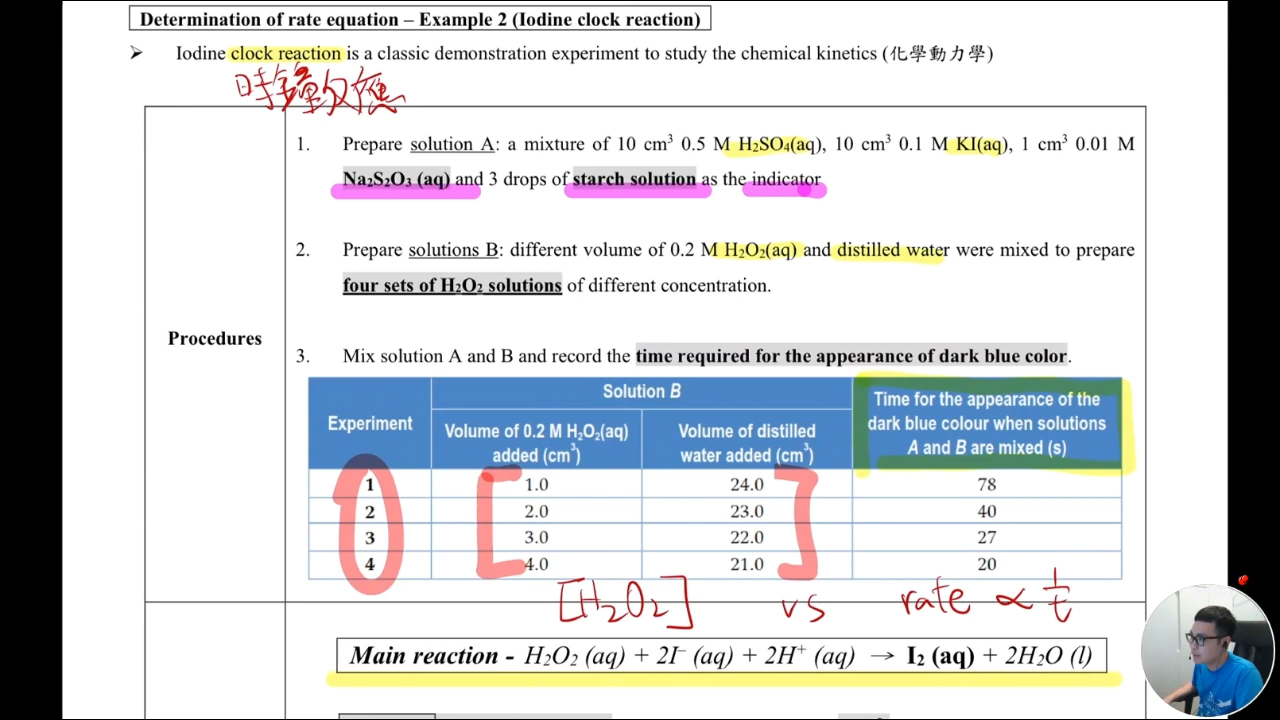 Determination of rate equation – Example 2 (Iodine clock reaction)
➢ Iodine clock reaction is a classic demonstration experiment to study the chemical kinetics (化學動力學)
時鐘反應
Procedures
1. Prepare solution A: a mixture of 10 cm³ 0.5 M H₂SO₄(aq), 10 cm³ 0.1 M KI(aq), 1 cm³ 0.01 M
Na₂S₂O₃ (aq) and 3 drops of starch solution as the indicator
2. Prepare solutions B: different volume of 0.2 M H₂O₂(aq) and distilled water were mixed to prepare
four sets of H₂O₂ solutions of different concentration.
3. Mix solution A and B and record the time required for the appearance of dark blue color.
Experiment
Solution B
Volume of 0.2 M H₂O₂(aq)
added (cm³)
Volume of distilled
water added (cm³)
Time for the appearance of the
dark blue colour when solutions
A and B are mixed (s)
1 1.0 24.0 78
2 2.0 23.0 40
3 3.0 22.0 27
4 4.0 21.0 20
[H₂O₂] vs rate ∝ 1/t
Main reaction - H₂O₂ (aq) + 2I⁻ (aq) + 2H⁺ (aq) → I₂ (aq) + 2H₂O (l)